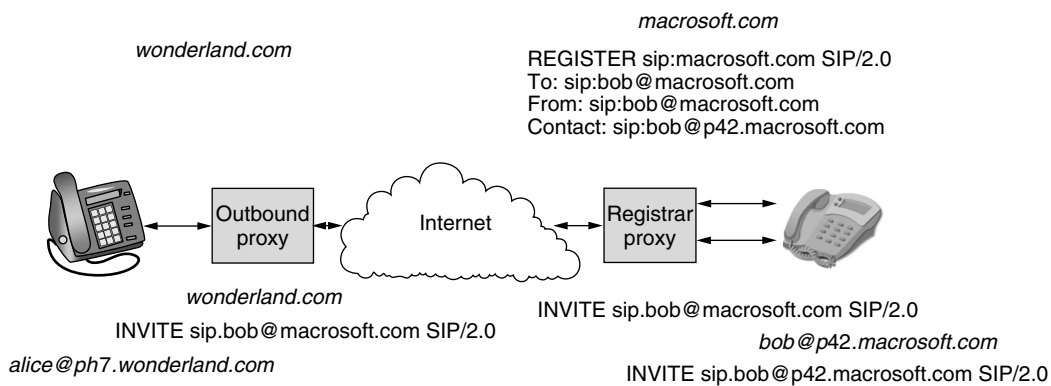 macrosoft.com
wonderland.com
REGISTER sip:macrosoft.com SIP/2.0
To: sip:bob@macrosoft.com
From: sip:bob@macrosoft.com
Contact: sip:bob@p42.macrosoft.com
Outbound
proxy
Internet
Registrar
proxy
wonderland.com
INVITE sip.bob@macrosoft.com SIP/2.0
alice@ph7.wonderland.com
INVITE sip.bob@macrosoft.com SIP/2.0
bob@p42.macrosoft.com
INVITE sip.bob@p42.macrosoft.com SIP/2.0